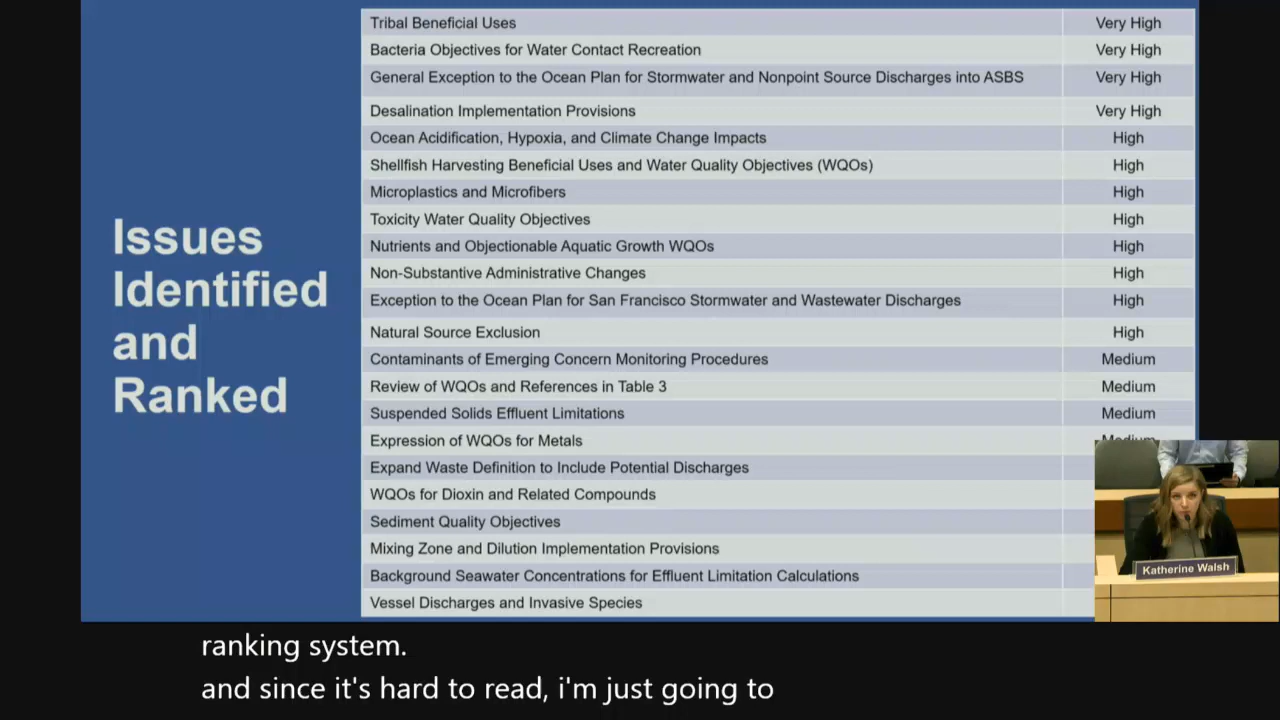 Issues
Identified
and
Ranked
Tribal Beneficial Uses Very High
Bacteria Objectives for Water Contact Recreation Very High
General Exception to the Ocean Plan for Stormwater and Nonpoint Source Discharges into ASBS Very High
Desalination Implementation Provisions Very High
Ocean Acidification, Hypoxia, and Climate Change Impacts High
Shellfish Harvesting Beneficial Uses and Water Quality Objectives (WQOs) High
Microplastics and Microfibers High
Toxicity Water Quality Objectives High
Nutrients and Objectionable Aquatic Growth WQOs High
Non-Substantive Administrative Changes High
Exception to the Ocean Plan for San Francisco Stormwater and Wastewater Discharges High
Natural Source Exclusion High
Contaminants of Emerging Concern Monitoring Procedures Medium
Review of WQOs and References in Table 3 Medium
Suspended Solids Effluent Limitations Medium
Expression of WQOs for Metals Medium
Expand Waste Definition to Include Potential Discharges
WQOs for Dioxin and Related Compounds
Sediment Quality Objectives
Mixing Zone and Dilution Implementation Provisions
Background Seawater Concentrations for Effluent Limitation Calculations
Vessel Discharges and Invasive Species
Katherine Walsh
ranking system.
and since it's hard to read, i'm just going to